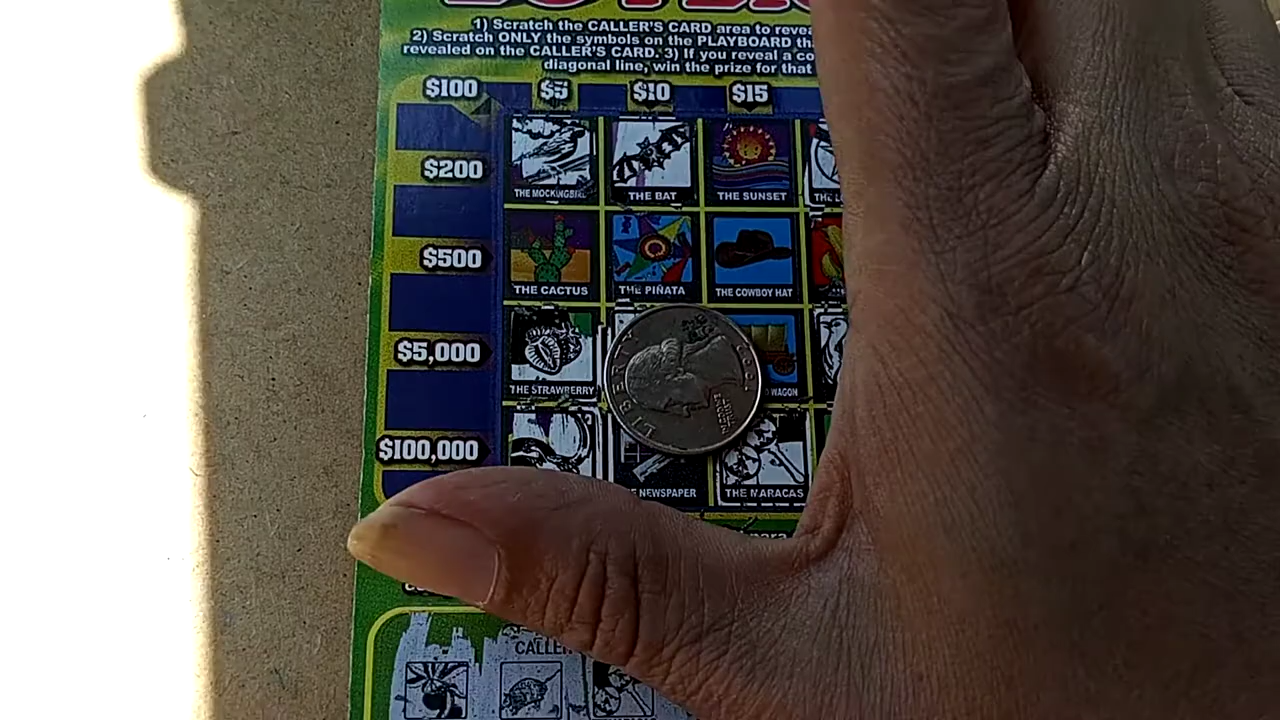 1) Scratch the CALLER'S CARD area to
2) Scratch ONLY the symbols on the PLAYBOARD
revealed on the CALLER'S CARD. 3) If you reveal a
diagonal line, win the prize for that
$100 $5 $10 $15
$200
THE MOCKINGBIRD THE BAT THE SUNSET
$500
THE CACTUS THE PIÑATA THE COWBOY HAT
$5,000
THE STRAWBERRY WAGON
LIBERTY
$100,000
NEWSPAPER THE MARACAS